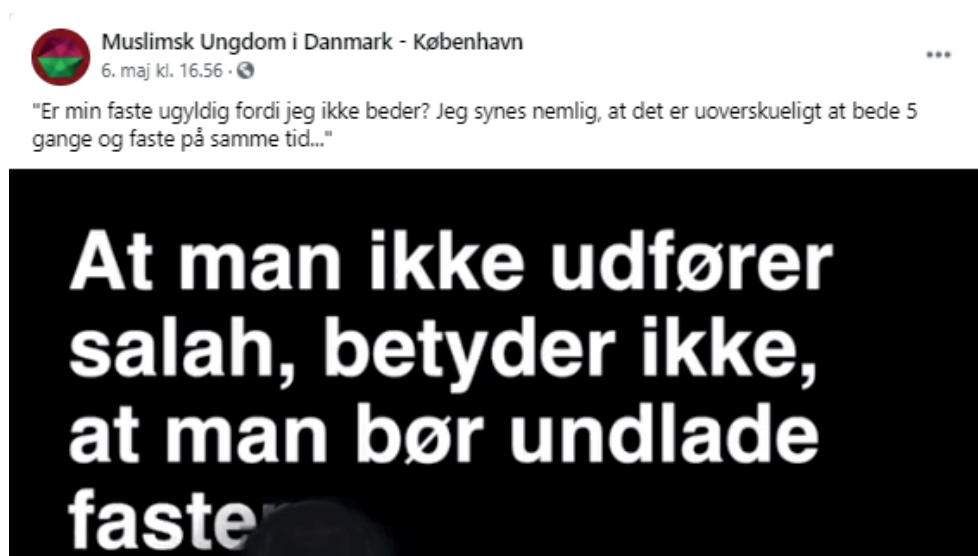 Muslimsk Ungdom i Danmark - København
6. maj kl. 16.56 ·
"Er min faste ugyldig fordi jeg ikke beder? Jeg synes nemlig, at det er uoverskueligt at bede 5
gange og faste på samme tid..."
At man ikke udfører
salah, betyder ikke,
at man bør undlade